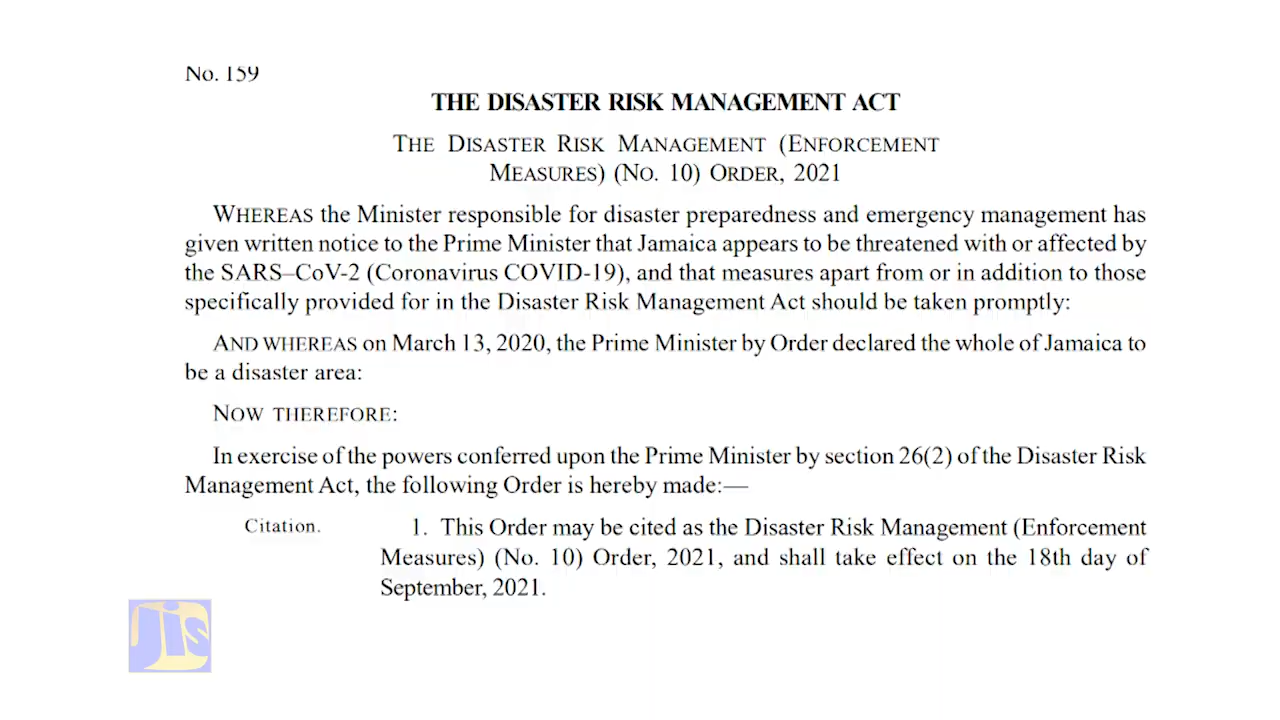 No. 159
THE DISASTER RISK MANAGEMENT ACT
THE DISASTER RISK MANAGEMENT (ENFORCEMENT
MEASURES) (NO. 10) ORDER, 2021
WHEREAS the Minister responsible for disaster preparedness and emergency management has
given written notice to the Prime Minister that Jamaica appears to be threatened with or affected by
the SARS–CoV-2 (Coronavirus COVID-19), and that measures apart from or in addition to those
specifically provided for in the Disaster Risk Management Act should be taken promptly:
AND WHEREAS on March 13, 2020, the Prime Minister by Order declared the whole of Jamaica to
be a disaster area:
NOW THEREFORE:
In exercise of the powers conferred upon the Prime Minister by section 26(2) of the Disaster Risk
Management Act, the following Order is hereby made:—
Citation. 1. This Order may be cited as the Disaster Risk Management (Enforcement
Measures) (No. 10) Order, 2021, and shall take effect on the 18th day of
September, 2021.
Jis